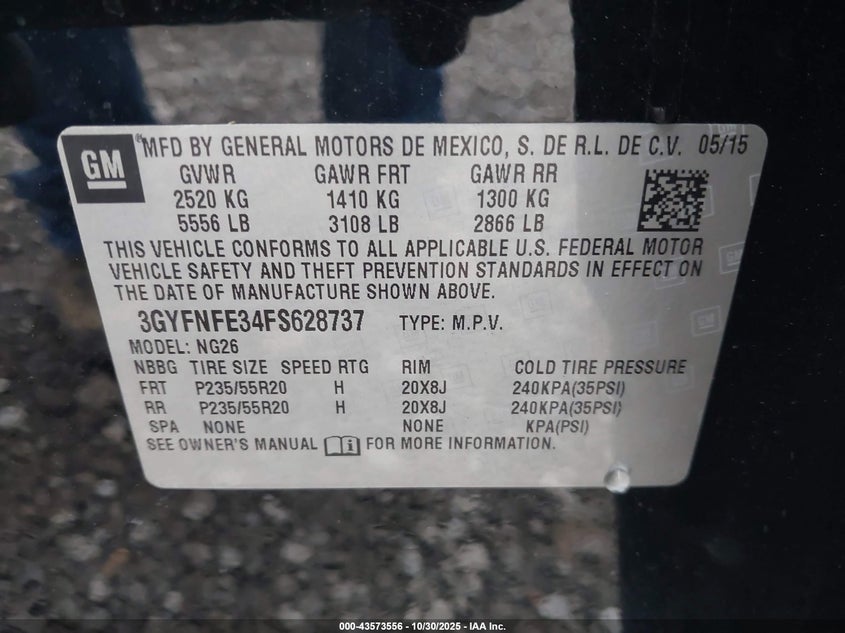 GM ® MFD BY GENERAL MOTORS DE MEXICO, S. DE R.L. DE C.V. 05/15
GVWR GAWR FRT GAWR RR
2520 KG 1410 KG 1300 KG
5556 LB 3108 LB 2866 LB
THIS VEHICLE CONFORMS TO ALL APPLICABLE U.S. FEDERAL MOTOR
VEHICLE SAFETY AND THEFT PREVENTION STANDARDS IN EFFECT ON
THE DATE OF MANUFACTURE SHOWN ABOVE.
3GYFNFE34FS628737 TYPE: M.P.V.
MODEL: NG26
NBBG TIRE SIZE SPEED RTG RIM COLD TIRE PRESSURE
FRT P235/55R20 H 20X8J 240KPA(35PSI)
RR P235/55R20 H 20X8J 240KPA(35PSI)
SPA NONE NONE KPA(PSI)
SEE OWNER'S MANUAL FOR MORE INFORMATION.
000-43573556 - 10/30/2025 - IAA Inc.